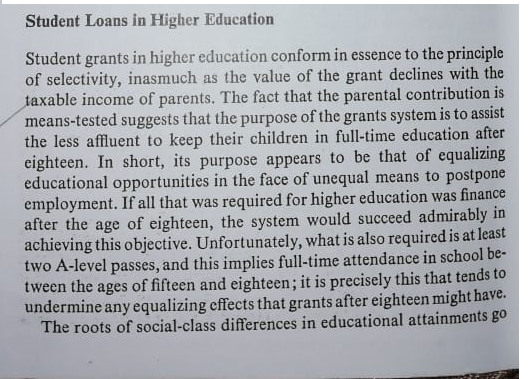 Student Loans in Higher Education
Student grants in higher education conform in essence to the principle
of selectivity, inasmuch as the value of the grant declines with the
taxable income of parents. The fact that the parental contribution is
means-tested suggests that the purpose of the grants system is to assist
the less affluent to keep their children in full-time education after
eighteen. In short, its purpose appears to be that of equalizing
educational opportunities in the face of unequal means to postpone
employment. If all that was required for higher education was finance
after the age of eighteen, the system would succeed admirably in
achieving this objective. Unfortunately, what is also required is at least
two A-level passes, and this implies full-time attendance in school be-
tween the ages of fifteen and eighteen; it is precisely this that tends to
undermine any equalizing effects that grants after eighteen might have.
The roots of social-class differences in educational attainments go